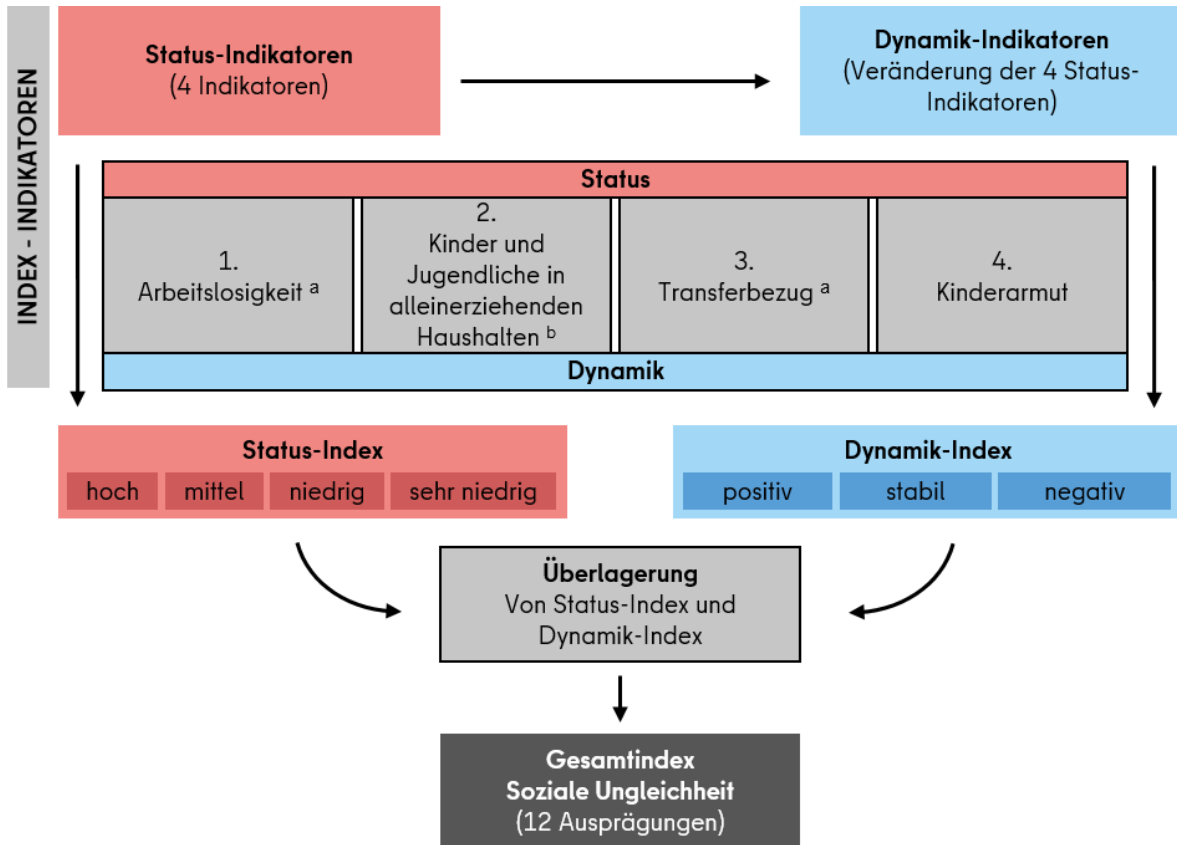 INDEX - INDIKATOREN
Status-Indikatoren
(4 Indikatoren)
Dynamik-Indikatoren
(Veränderung der 4 Status-
Indikatoren)
Status
1.
Arbeitslosigkeit ᵃ
2.
Kinder und
Jugendliche in
alleinerziehenden
Haushalten ᵇ
3.
Transferbezug ᵃ
4.
Kinderarmut
Dynamik
Status-Index
hoch mittel niedrig sehr niedrig
Dynamik-Index
positiv stabil negativ
Überlagerung
Von Status-Index und
Dynamik-Index
Gesamtindex
Soziale Ungleichheit
(12 Ausprägungen)